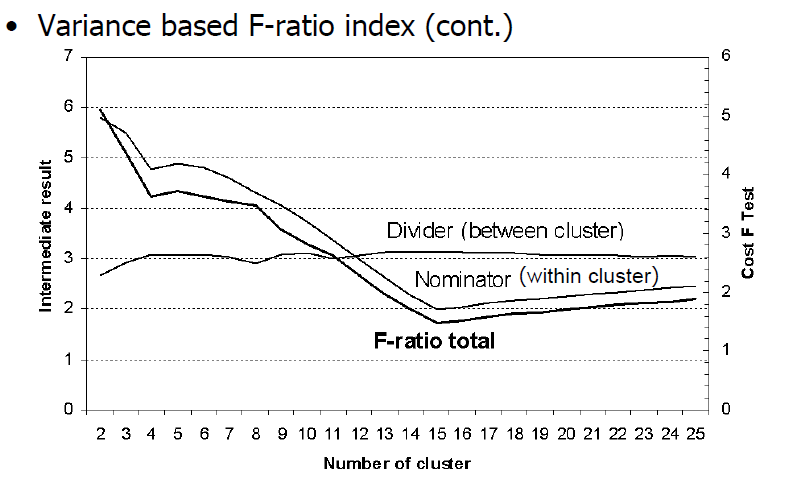 • Variance based F-ratio index (cont.)
7
6
5
4
3
2
1
0
Intermediate result
6
5
4
3
2
1
0
Cost F Test
Divider (between cluster)
Nominator (within cluster)
F-ratio total
2 3 4 5 6 7 8 9 10 11 12 13 14 15 16 17 18 19 20 21 22 23 24 25
Number of cluster